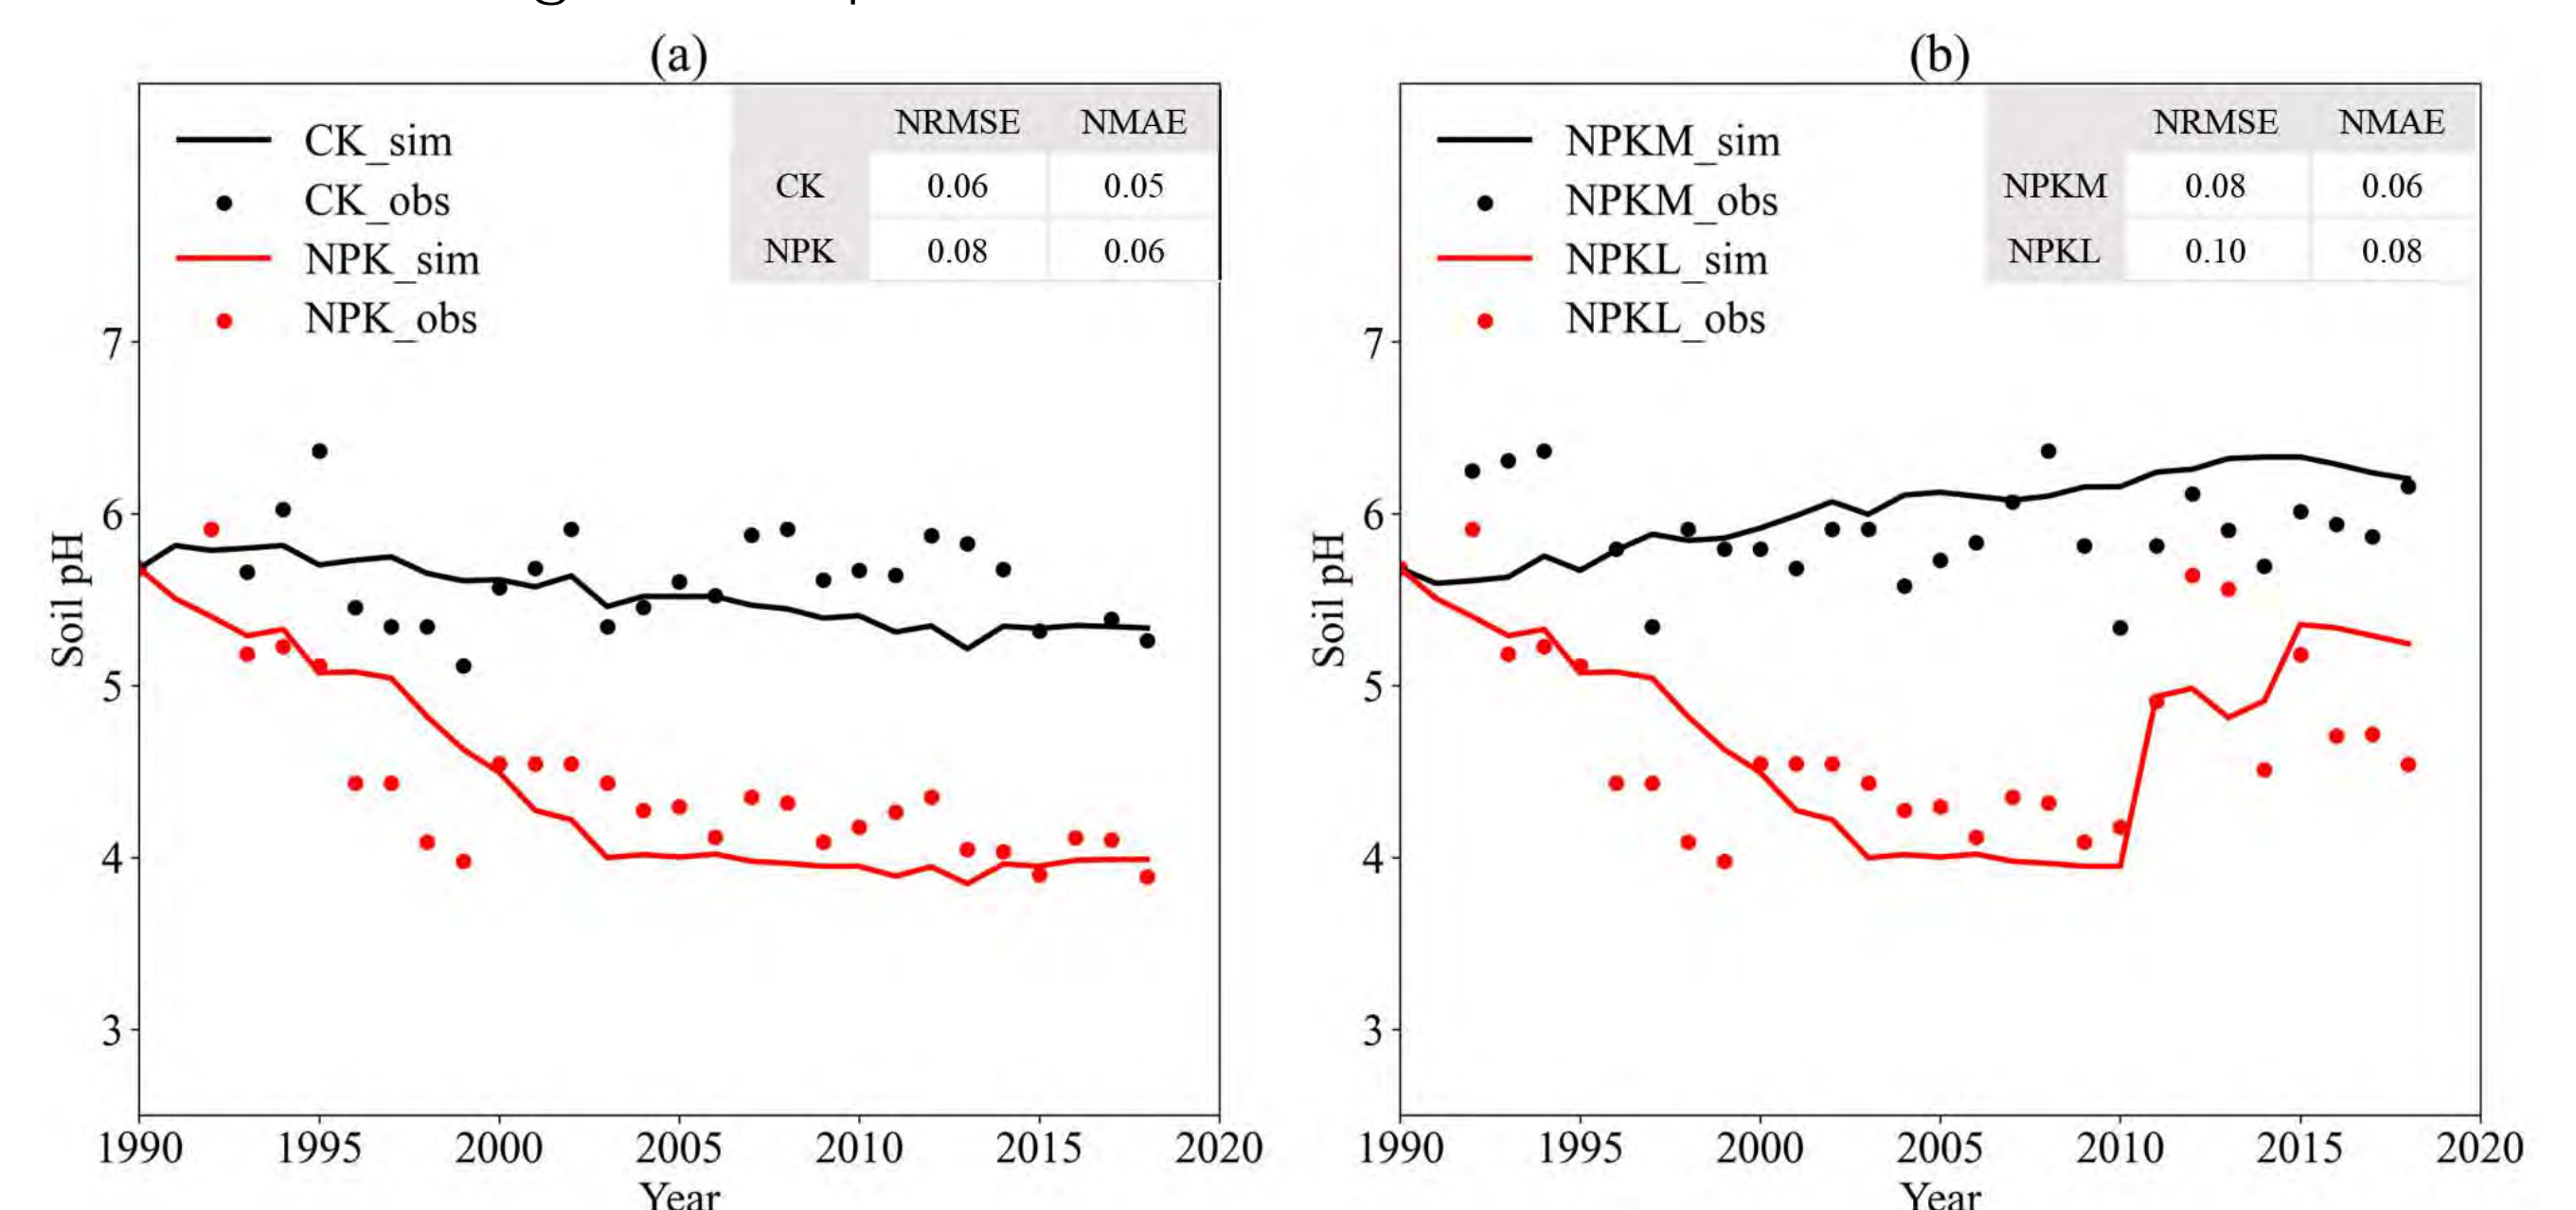 (a)
CK_sim
CK_obs
NPK_sim
NPK_obs
NRMSE NMAE
CK 0.06 0.05
NPK 0.08 0.06
7
6
5
4
3
Soil pH
1990 1995 2000 2005 2010 2015 2020
Year
(b)
NPKM_sim
NPKM_obs
NPKL_sim
NPKL_obs
NRMSE NMAE
NPKM 0.08 0.06
NPKL 0.10 0.08
7
6
5
4
3
Soil pH
1990 1995 2000 2005 2010 2015 2020
Year